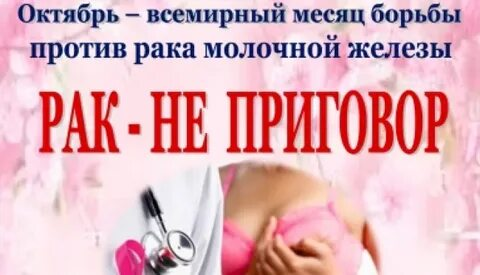 Октябрь – всемирный месяц борьбы
против рака молочной железы
РАК - НЕ ПРИГОВОР